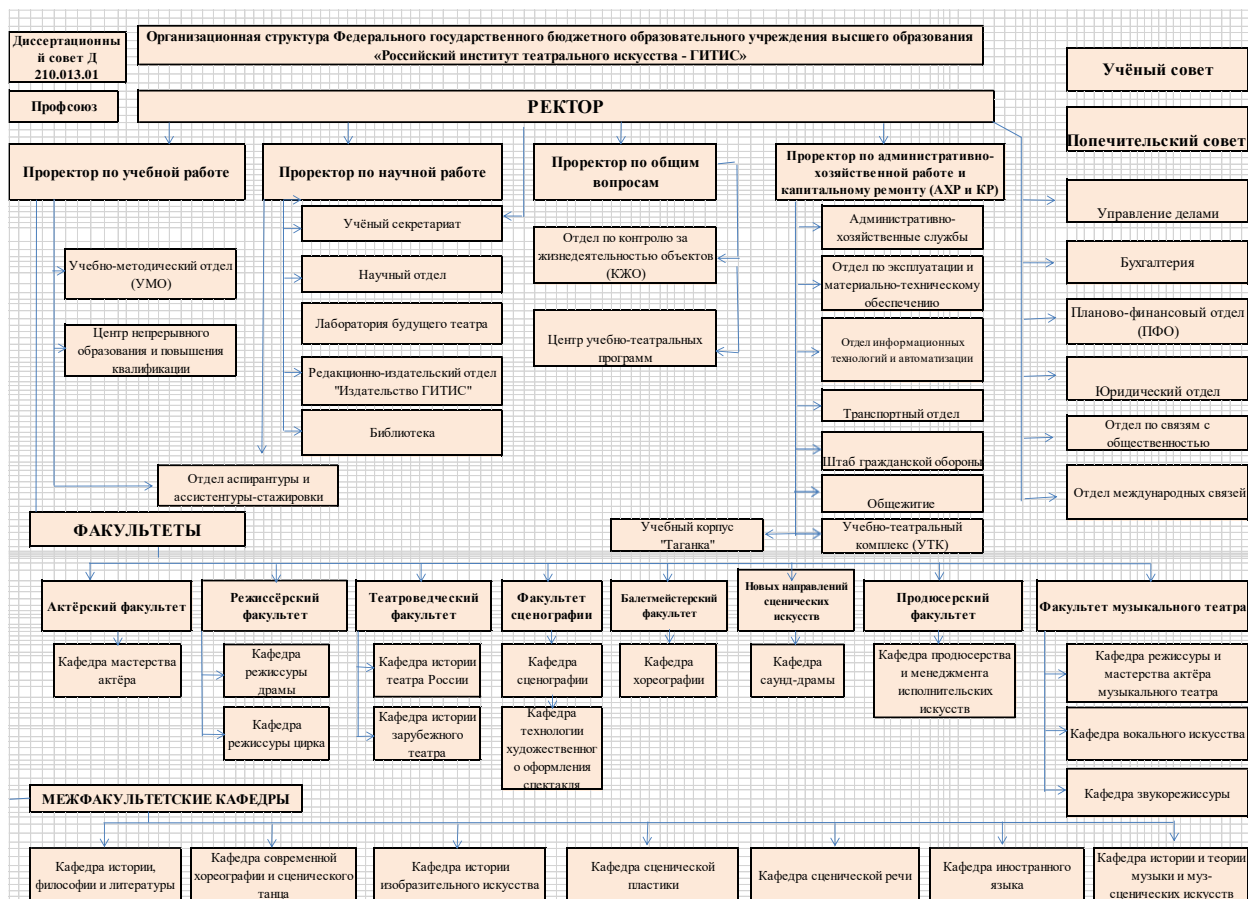 Диссертационны
й совет Д
210.013.01
Организационная структура Федерального государственного бюджетного образовательного учреждения высшего образования
«Российский институт театрального искусства - ГИТИС»
Учёный совет
Профсоюз
РЕКТОР
Попечительский совет
Проректор по учебной работе
Проректор по научной работе
Проректор по общим
вопросам
Проректор по административно-
хозяйственной работе и
капитальному ремонту (АХР и КР)
Учебно-методический отдел
(УМО)
Центр непрерывного
образования и повышения
квалификации
Учёный секретариат
Научный отдел
Лаборатория будущего театра
Редакционно-издательский отдел
"Издательство ГИТИС"
Библиотека
Отдел аспирантуры и
ассистентуры-стажировки
Отдел по контролю за
жизнедеятельностью объектов
(КЖО)
Центр учебно-театральных
программ
Административно-
хозяйственные службы
Отдел по эксплуатации и
материально-техническому
обеспечению
Отдел информационных
технологий и автоматизации
Транспортный отдел
Штаб гражданской обороны
Общежитие
Учебный корпус
"Таганка"
Учебно-театральный
комплекс (УТК)
Управление делами
Бухгалтерия
Планово-финансовый отдел
(ПФО)
Юридический отдел
Отдел по связям с
общественностью
Отдел международных связей
ФАКУЛЬТЕТЫ
Актёрский факультет
Режиссёрский
факультет
Театроведческий
факультет
Факультет
сценографии
Балетмейстерский
факультет
Новых направлений
сценических
искусств
Продюсерский
факультет
Факультет музыкального театра
Кафедра мастерства
актёра
Кафедра
режиссуры
драмы
Кафедра
режиссуры цирка
Кафедра истории
театра России
Кафедра истории
зарубежного
театра
Кафедра
сценографии
Кафедра
технологии
художественног
о оформления
спектакля
Кафедра
хореографии
Кафедра
саунд-драмы
Кафедра продюсерства
и менеджмента
исполнительских
искусств
Кафедра режиссуры и
мастерства актёра
музыкального театра
Кафедра вокального искусства
Кафедра звукорежиссуры
МЕЖФАКУЛЬТЕТСКИЕ КАФЕДРЫ
Кафедра истории,
философии и литературы
Кафедра современной
хореографии и сценического
танца
Кафедра истории
изобразительного искусства
Кафедра сценической
пластики
Кафедра сценической речи
Кафедра иностранного
языка
Кафедра истории и теории
музыки и муз-
сценических искусств